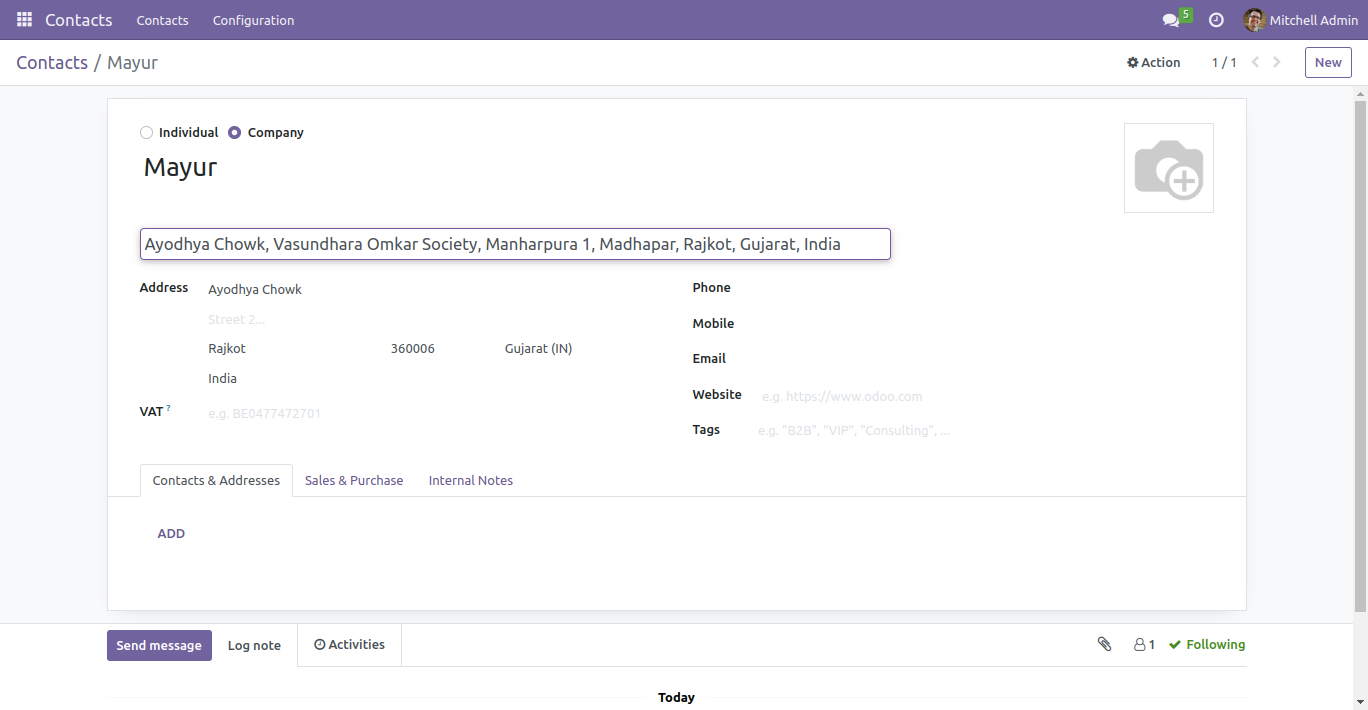 Contacts Contacts Configuration 5 Mitchell Admin
Contacts / Mayur Action 1 / 1 New
Individual Company
Mayur
Ayodhya Chowk, Vasundhara Omkar Society, Manharpura 1, Madhapar, Rajkot, Gujarat, India
Address Ayodhya Chowk Phone
Street 2... Mobile
Rajkot 360006 Gujarat (IN) Email
India Website e.g. https://www.odoo.com
VAT ? e.g. BE0477472701 Tags e.g. "B2B", "VIP", "Consulting", ...
Contacts & Addresses Sales & Purchase Internal Notes
ADD
Send message Log note Activities 1 Following
Today